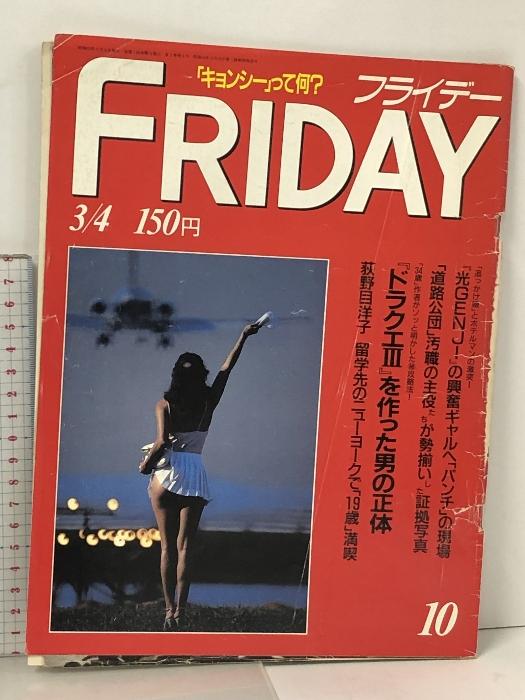 「キョンシー」って何?
フライデー
FRIDAY
3/4 150円
「追っかけ隊」とホテルマンの激突!
『光GENJI』の興奮ギャルへ「パンチ」の現場
「道路公団」汚職の主役たちが勢揃いした証拠写真
「34歳」作者がソッと明かした㊙攻略法!
『ドラクエⅢ』を作った男の正体
荻野目洋子 留学先のニューヨークで「19歳」満喫
10